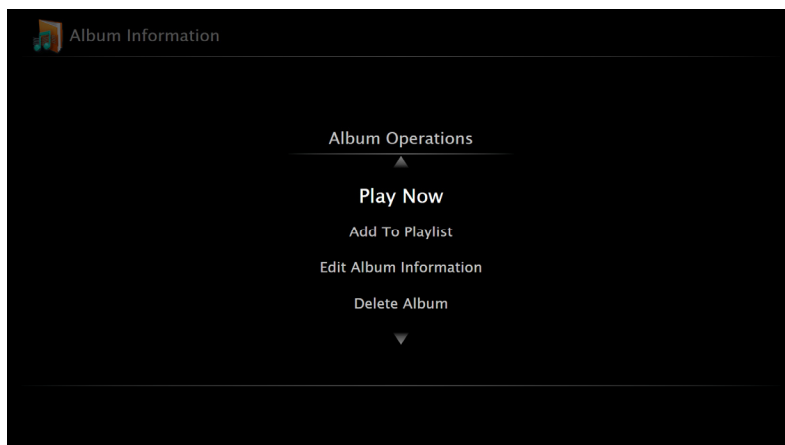 Album Information
Album Operations
Play Now
Add To Playlist
Edit Album Information
Delete Album